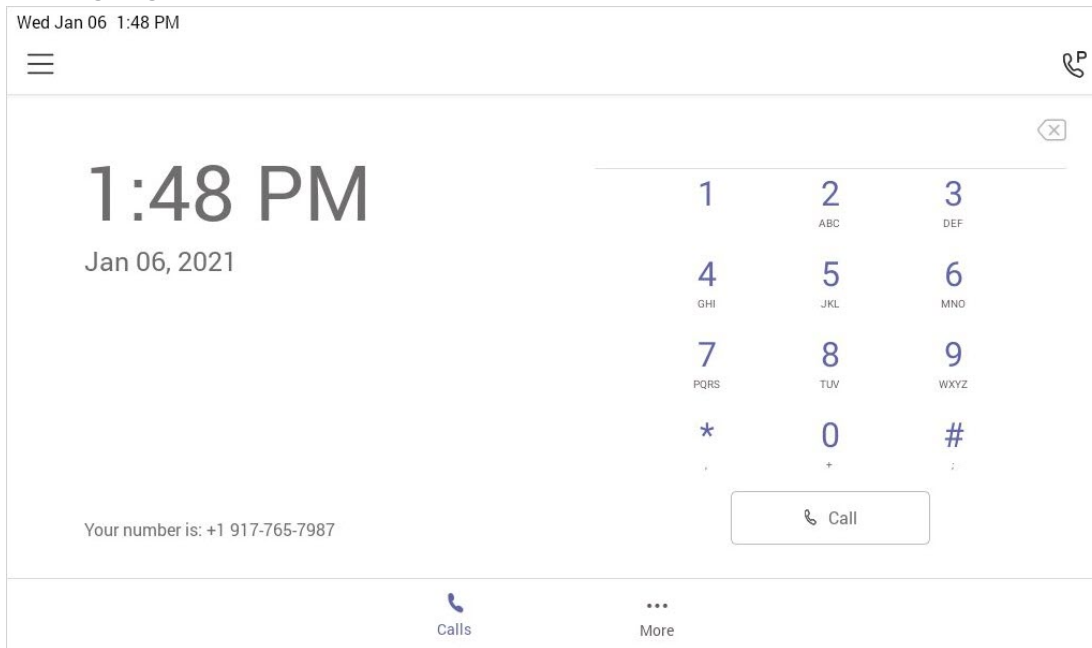 Wed Jan 06 1:48 PM
P
1:48 PM
Jan 06, 2021
1 2 3
ABC DEF
4 5 6
GHI JKL MNO
7 8 9
PQRS TUV WXYZ
* 0 #
, + ;
Call
Your number is: +1 917-765-7987
Calls More